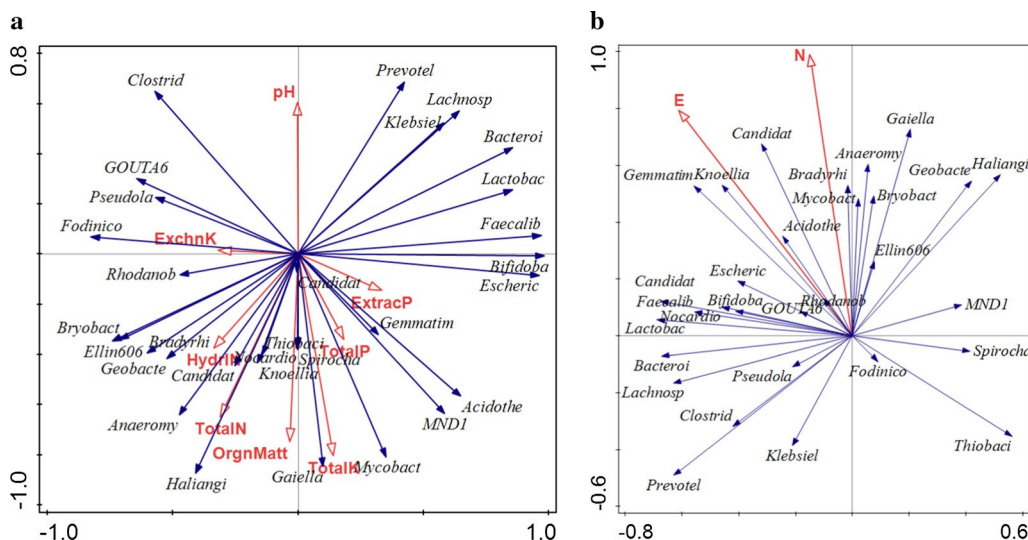 a
b
0.8
-1.0
-1.0
1.0
Clostrid
Prevotel
pH
Lachnosp
Klebsiel
Bacteroi
GOUTA6
Pseudola
Lactobac
Fodinico
Faecalib
ExchnK
Rhodanob
Bifidoba
Candidat
Escheric
ExtracP
Gemmatim
Bryobact
Bradyrhi
Thiobaci
TotalP
Ellin606
HydrlN
Nocardio
Spirocha
Geobacte
Candidat
Knoellia
Acidothe
Anaeromy
MND1
TotalN
OrgnMatt
TotalK
Mycobact
Haliangi
Gaiella
1.0
-0.6
-0.8
0.6
N
E
Gaiella
Candidat
Anaeromy
Gemmatim
Knoellia
Bradyrhi
Geobacte
Haliangi
Mycobact
Bryobact
Acidothe
Ellin606
Escheric
Candidat
Rhodanob
Faecalib
Bifidoba
GOUTA6
MND1
Nocardio
Lactobac
Spirocha
Bacteroi
Pseudola
Fodinico
Lachnosp
Clostrid
Thiobaci
Klebsiel
Prevotel